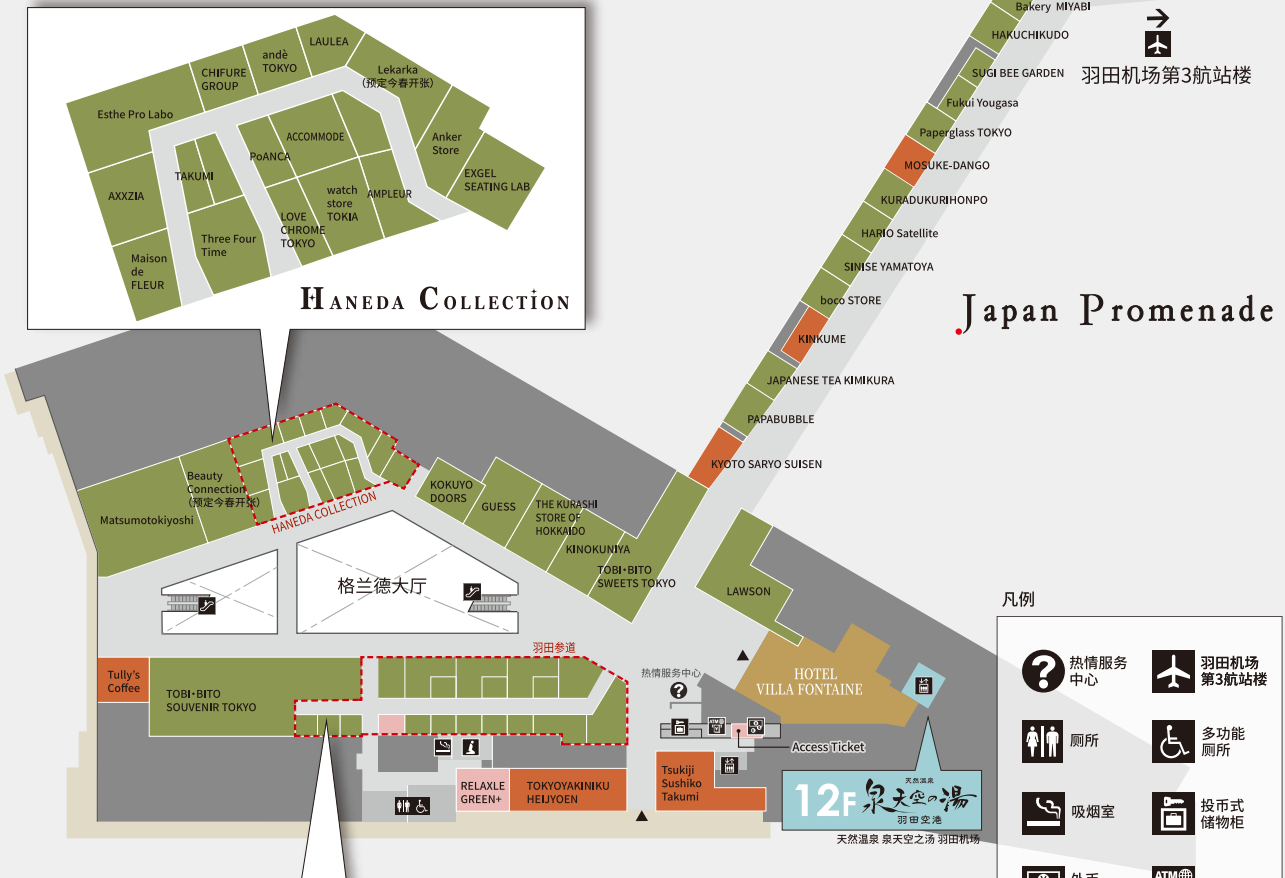 Bakery MIYABI
HAKUCHIKUDO
SUGI BEE GARDEN
Fukui Yougasa
Paperglass TOKYO
MOSUKE-DANGO
KURADUKURIHONPO
HARIO Satellite
SINISE YAMATOYA
boco STORE
KINKUME
JAPANESE TEA KIMIKURA
PAPABUBBLE
KYOTO SARYO SUISEN
羽田机场第3航站楼
Japan Promenade
LAULEA
andè
TOKYO
CHIFURE
GROUP
Lekarka
(预定今春开张)
Esthe Pro Labo
ACCOMMODE
Anker
Store
PoANCA
EXGEL
SEATING LAB
TAKUMI
AXXZIA
watch
store
TOKIA
AMPLEUR
LOVE
CHROME
TOKYO
Three Four
Time
Maison
de
FLEUR
HANEDA COLLECTION
Beauty
Connection
(预定今春开张)
Matsumotokiyoshi
HANEDA COLLECTION
KOKUYO
DOORS
GUESS
THE KURASHI
STORE OF
HOKKAIDO
KINOKUNIYA
TOBI•BITO
SWEETS TOKYO
LAWSON
格兰德大厅
羽田参道
Tully's
Coffee
TOBI•BITO
SOUVENIR TOKYO
热情服务中心
HOTEL
VILLA FONTAINE
ATM
Access Ticket
RELAXLE
GREEN+
TOKYOYAKINIKU
HEIJYOEN
Tsukiji
Sushiko
Takumi
12F
天然温泉
泉天空の湯
羽田空港
天然温泉 泉天空之汤 羽田机场
凡例
热情服务
中心
羽田机场
第3航站楼
厕所
多功能
厕所
吸烟室
投币式
储物柜
ATM